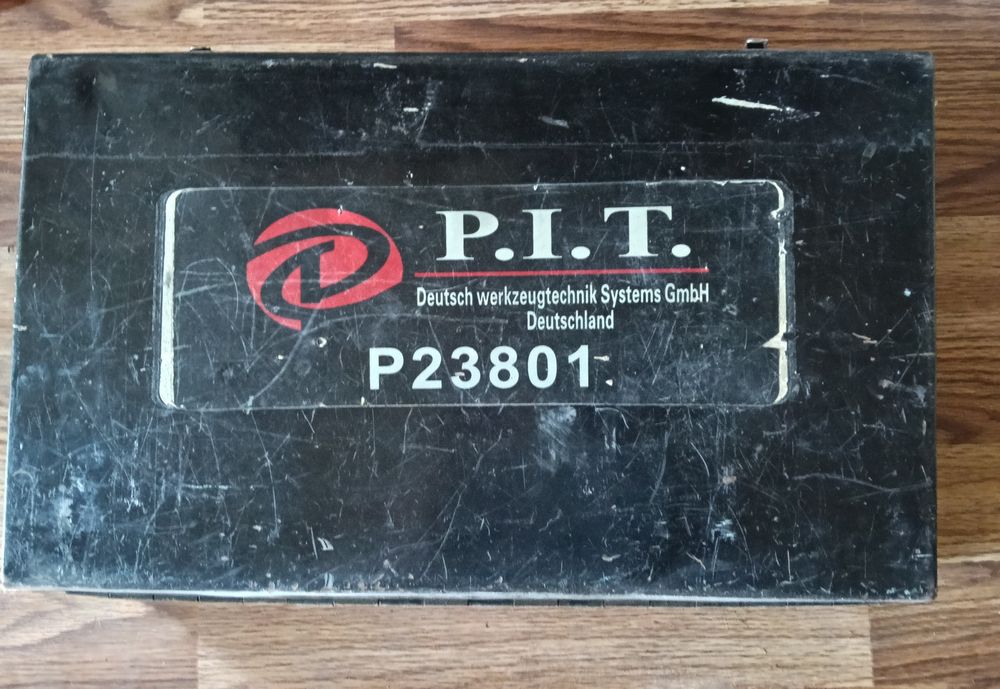 P.I.T.
Deutsch werkzeugtechnik Systems GmbH
Deutschland
P23801